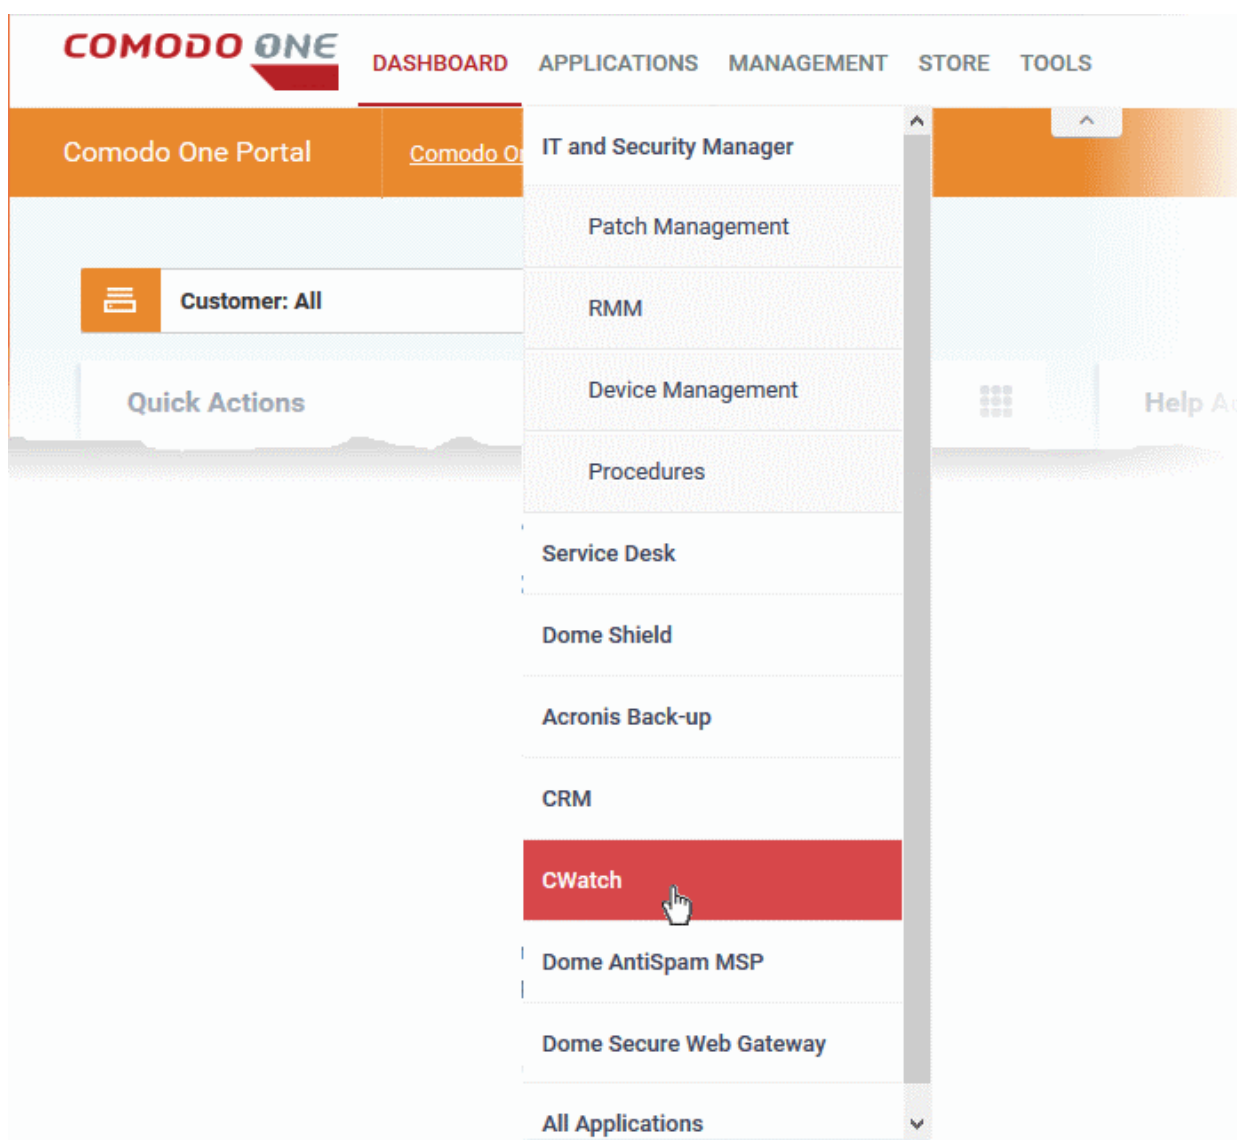 COMODO ONE
DASHBOARD APPLICATIONS MANAGEMENT STORE TOOLS
Comodo One Portal
Comodo
IT and Security Manager
Patch Management
Customer: All
RMM
Device Management
Quick Actions
Help
Procedures
Service Desk
Dome Shield
Acronis Back-up
CRM
CWatch
Dome AntiSpam MSP
Dome Secure Web Gateway
All Applications